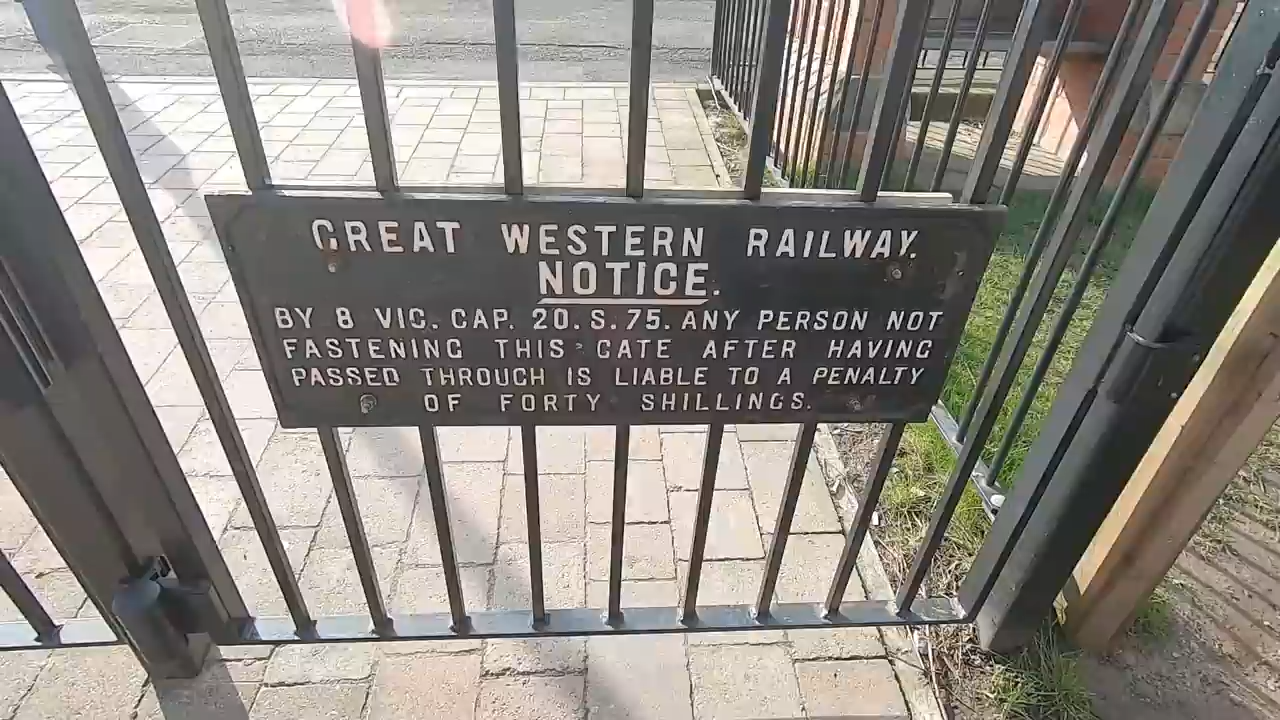 GREAT WESTERN RAILWAY.
NOTICE.
BY 8 VIC. CAP. 20. S. 75. ANY PERSON NOT
FASTENING THIS GATE AFTER HAVING
PASSED THROUGH IS LIABLE TO A PENALTY
OF FORTY SHILLINGS.